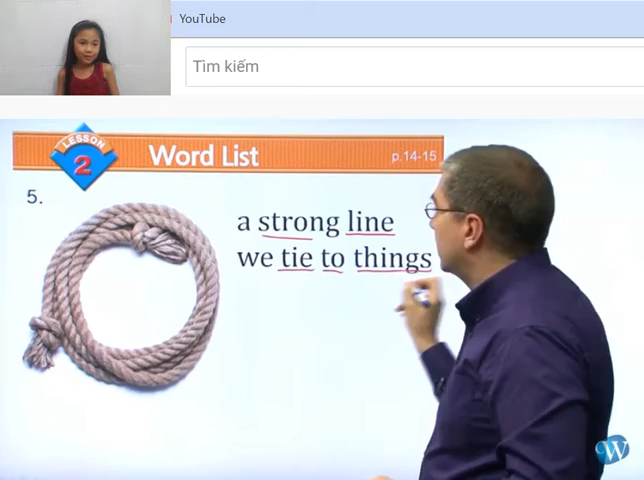 YouTube
Tìm kiếm
LESSON
2
Word List
p.14-15
5.
a strong line
we tie to things
W